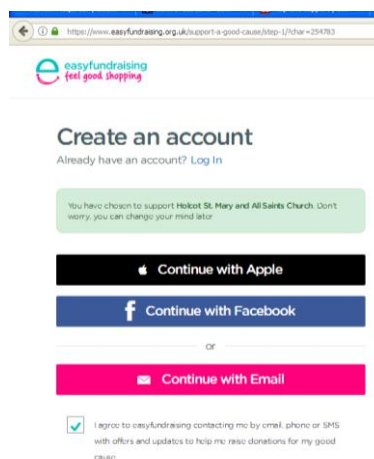 https://www.easyfundraising.org.uk/support-a-good-cause/step-1/?char=254783
easyfundraising
feel good shopping
Create an account
Already have an account? Log In
You have chosen to support Holcot St. Mary and All Saints Church. Don't
worry, you can change your mind later
Continue with Apple
f Continue with Facebook
or
Continue with Email
I agree to easyfundraising contacting me by email, phone or SMS
with offers and updates to help me raise donations for my good
cause